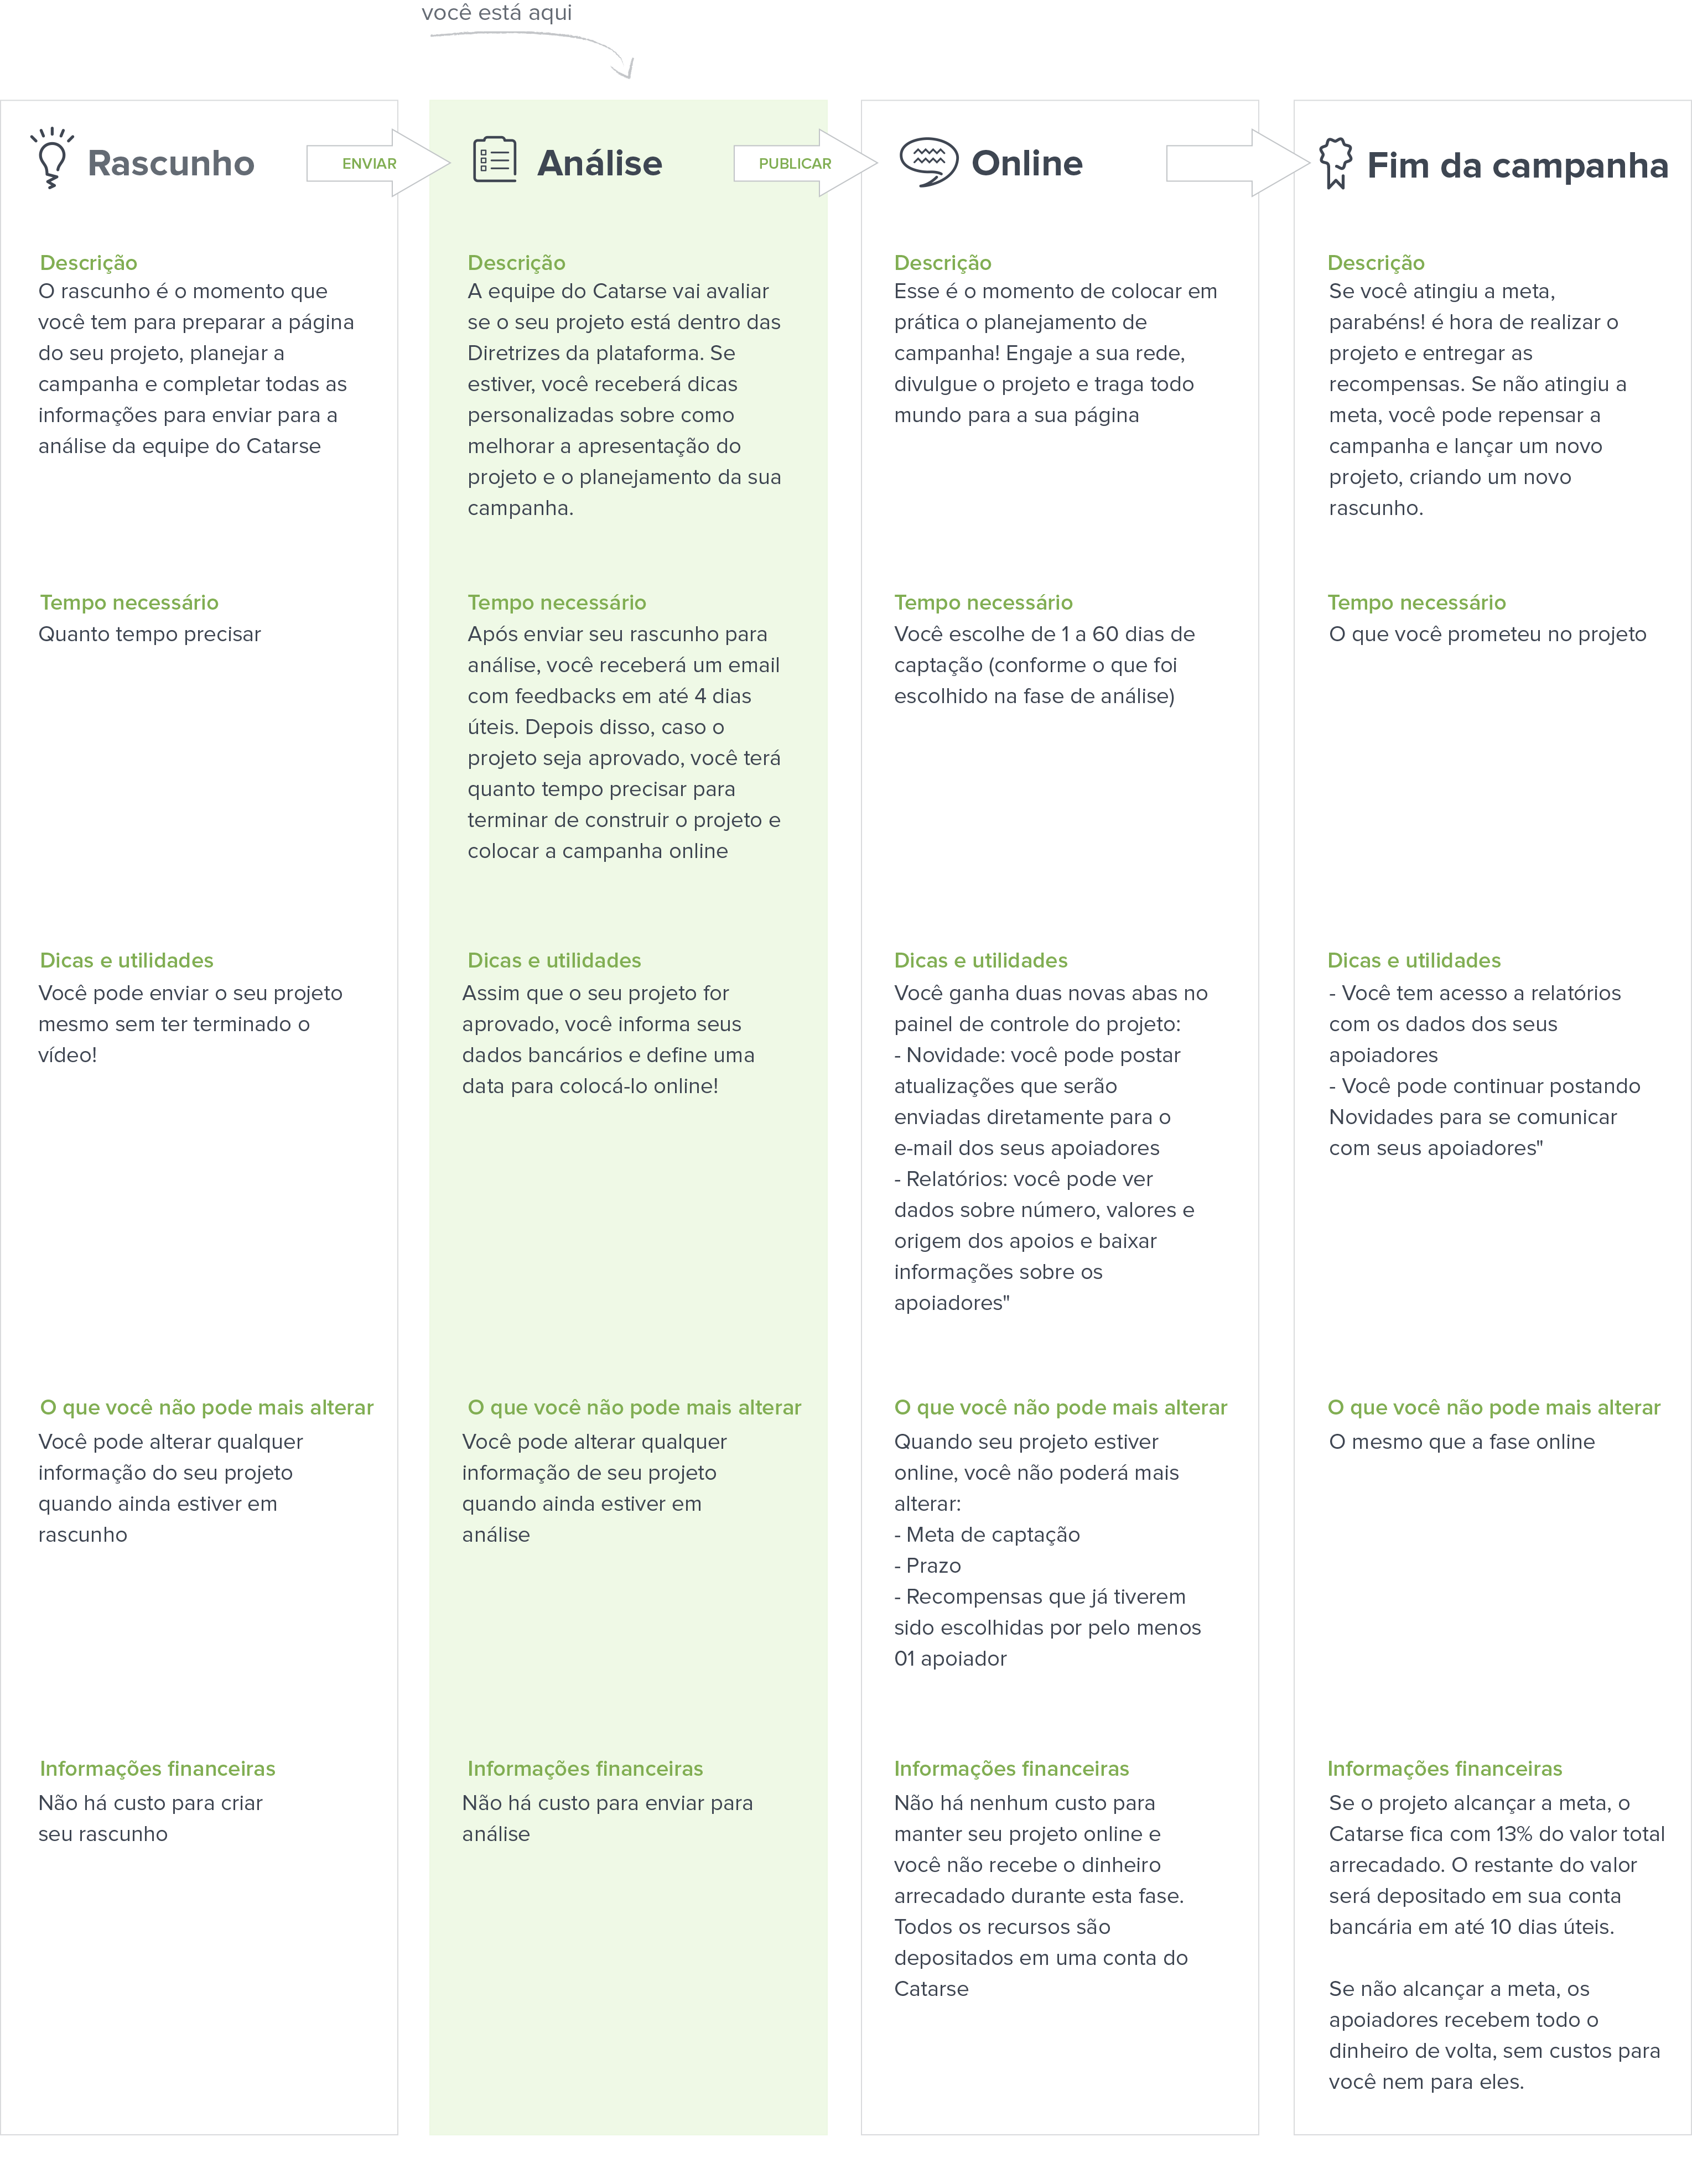 você está aqui
Rascunho
ENVIAR
Descrição
O rascunho é o momento que
você tem para preparar a página
do seu projeto, planejar a
campanha e completar todas as
informações para enviar para a
análise da equipe do Catarse
Tempo necessário
Quanto tempo precisar
Dicas e utilidades
Você pode enviar o seu projeto
mesmo sem ter terminado o
vídeo!
O que você não pode mais alterar
Você pode alterar qualquer
informação do seu projeto
quando ainda estiver em
rascunho
Informações financeiras
Não há custo para criar
seu rascunho
Análise
PUBLICAR
Descrição
A equipe do Catarse vai avaliar
se o seu projeto está dentro das
Diretrizes da plataforma. Se
estiver, você receberá dicas
personalizadas sobre como
melhorar a apresentação do
projeto e o planejamento da sua
campanha.
Tempo necessário
Após enviar seu rascunho para
análise, você receberá um email
com feedbacks em até 4 dias
úteis. Depois disso, caso o
projeto seja aprovado, você terá
quanto tempo precisar para
terminar de construir o projeto e
colocar a campanha online
Dicas e utilidades
Assim que o seu projeto for
aprovado, você informa seus
dados bancários e define uma
data para colocá-lo online!
O que você não pode mais alterar
Você pode alterar qualquer
informação de seu projeto
quando ainda estiver em
análise
Informações financeiras
Não há custo para enviar para
análise
Online
Descrição
Esse é o momento de colocar em
prática o planejamento de
campanha! Engaje a sua rede,
divulgue o projeto e traga todo
mundo para a sua página
Tempo necessário
Você escolhe de 1 a 60 dias de
captação (conforme o que foi
escolhido na fase de análise)
Dicas e utilidades
Você ganha duas novas abas no
painel de controle do projeto:
- Novidade: você pode postar
atualizações que serão
enviadas diretamente para o
e-mail dos seus apoiadores
- Relatórios: você pode ver
dados sobre número, valores e
origem dos apoios e baixar
informações sobre os
apoiadores"
O que você não pode mais alterar
Quando seu projeto estiver
online, você não poderá mais
alterar:
- Meta de captação
- Prazo
- Recompensas que já tiverem
sido escolhidas por pelo menos
01 apoiador
Informações financeiras
Não há nenhum custo para
manter seu projeto online e
você não recebe o dinheiro
arrecadado durante esta fase.
Todos os recursos são
depositados em uma conta do
Catarse
Fim da campanha
Descrição
Se você atingiu a meta,
parabéns! é hora de realizar o
projeto e entregar as
recompensas. Se não atingiu a
meta, você pode repensar a
campanha e lançar um novo
projeto, criando um novo
rascunho.
Tempo necessário
O que você prometeu no projeto
Dicas e utilidades
- Você tem acesso a relatórios
com os dados dos seus
apoiadores
- Você pode continuar postando
Novidades para se comunicar
com seus apoiadores"
O que você não pode mais alterar
O mesmo que a fase online
Informações financeiras
Se o projeto alcançar a meta, o
Catarse fica com 13% do valor total
arrecadado. O restante do valor
será depositado em sua conta
bancária em até 10 dias úteis.
Se não alcançar a meta, os
apoiadores recebem todo o
dinheiro de volta, sem custos para
você nem para eles.